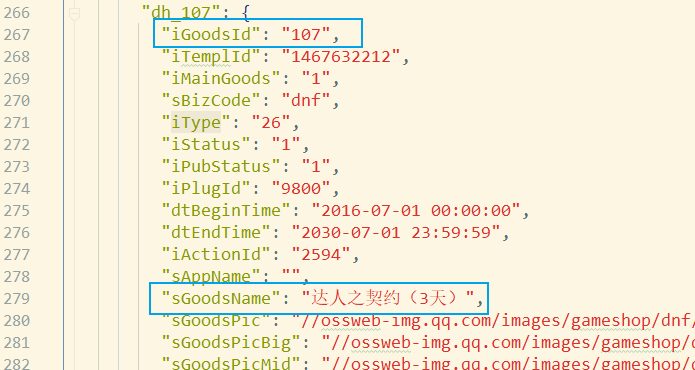 266 "dh_107": {
267 "iGoodsId": "107",
268 "iTemplId": "1467632212",
269 "iMainGoods": "1",
270 "sBizCode": "dnf",
271 "iType": "26",
272 "iStatus": "1",
273 "iPubStatus": "1",
274 "iPlugId": "9800",
275 "dtBeginTime": "2016-07-01 00:00:00",
276 "dtEndTime": "2030-07-01 23:59:59",
277 "iActionId": "2594",
278 "sAppName": "",
279 "sGoodsName": "达人之契约（3天）",
280 "sGoodsPic": "//ossweb-img.qq.com/images/gameshop/dnf/
281 "sGoodsPicBig": "//ossweb-img.qq.com/images/gameshop/d
282 "sGoodsPicMid": "//ossweb-img.qq.com/images/gameshop/d